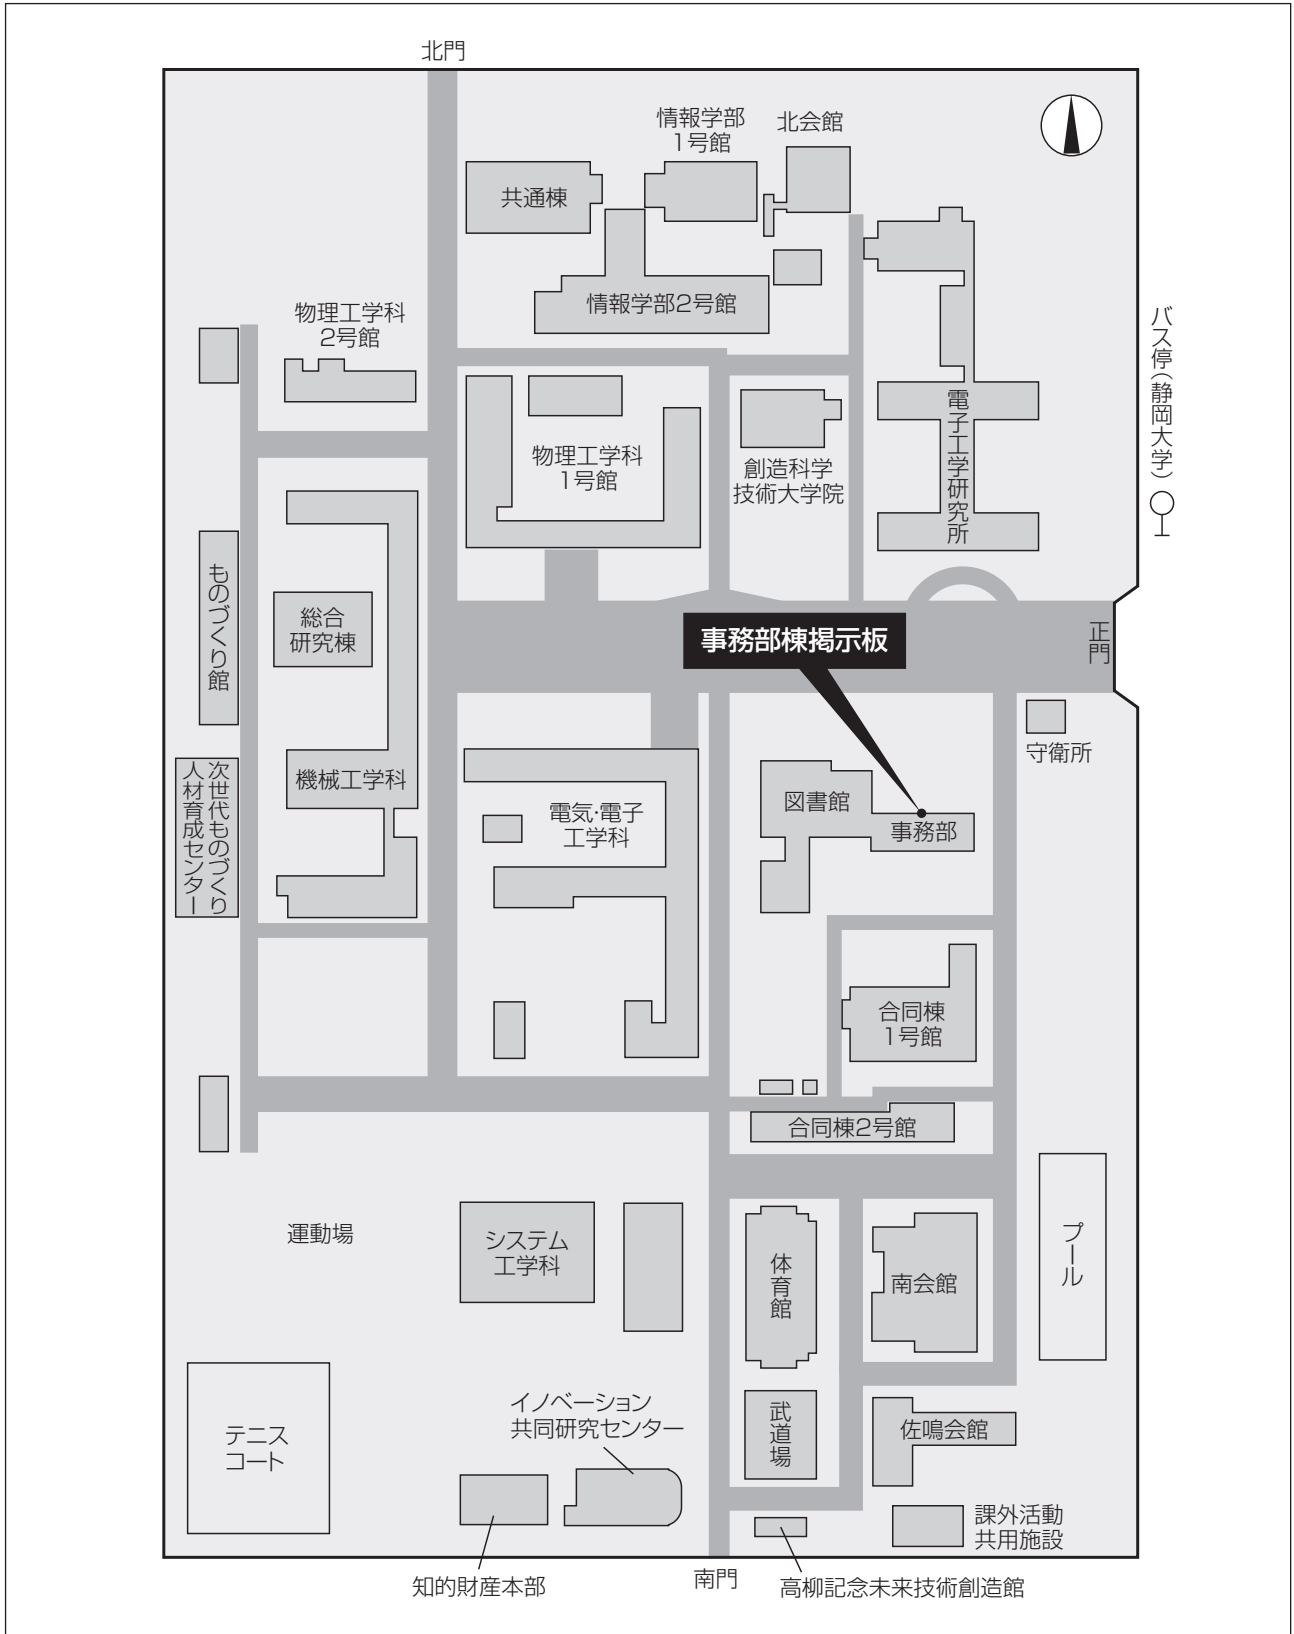 北門
情報学部
1号館
北会館
共通棟
情報学部2号館
物理工学科
2号館
バス停(静岡大学)
電子工学研究所
物理工学科
1号館
創造科学
技術大学院
ものづくり館
総合
研究棟
事務部棟掲示板
正門
守衛所
機械工学科
次世代ものづくり
人材育成センター
電気・電子
工学科
図書館
事務部
合同棟
1号館
合同棟2号館
運動場
システム
工学科
体育館
南会館
プール
テニス
コート
イノベーション
共同研究センター
武道場
佐鳴会館
課外活動
共用施設
知的財産本部
南門
高柳記念未来技術創造館